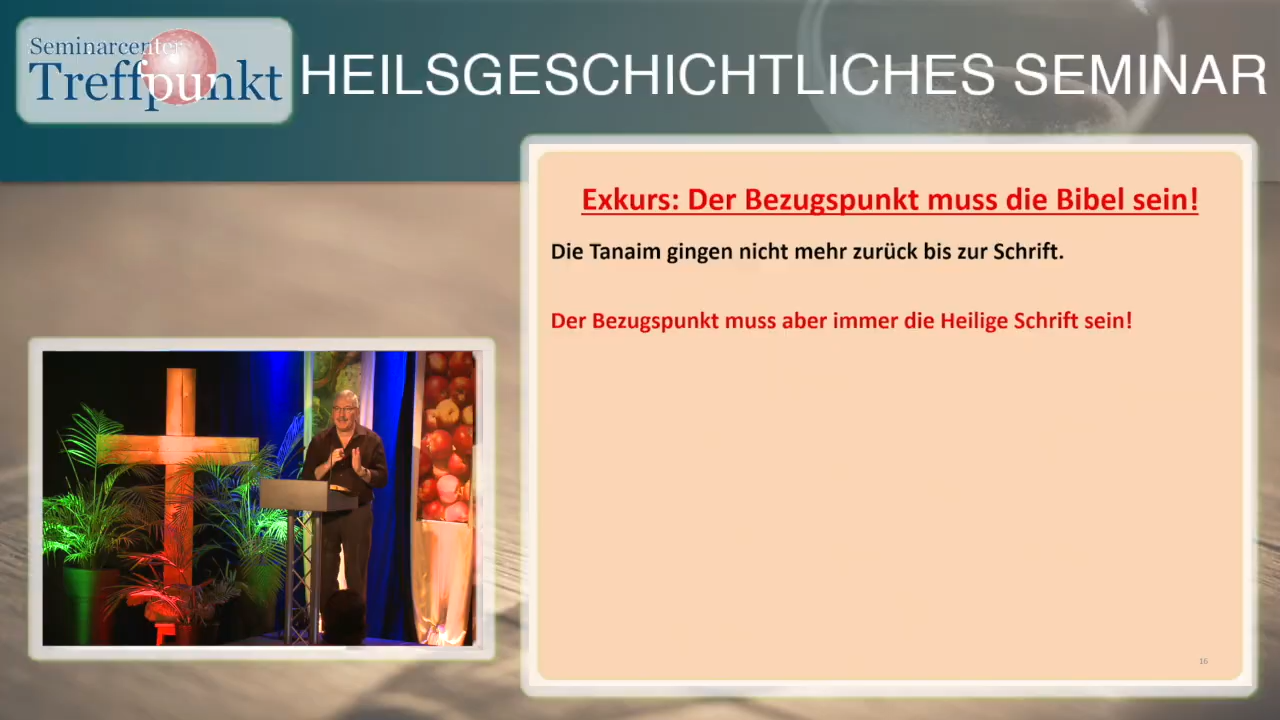 Seminarcenter
Treffpunkt
HEILSGESCHICHTLICHES SEMINAR
Exkurs: Der Bezugspunkt muss die Bibel sein!
Die Tanaim gingen nicht mehr zurück bis zur Schrift.
Der Bezugspunkt muss aber immer die Heilige Schrift sein!
16